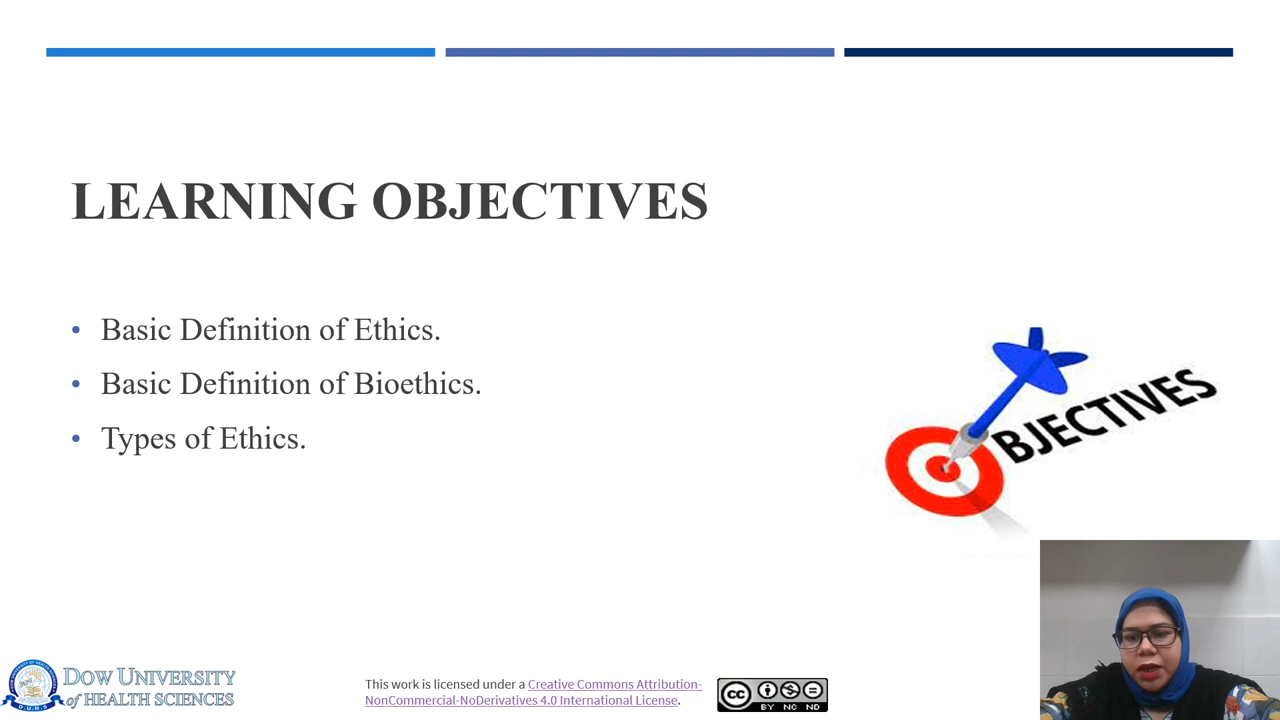 LEARNING OBJECTIVES
• Basic Definition of Ethics.
• Basic Definition of Bioethics.
• Types of Ethics.
BJECTIVES
DOW UNIVERSITY
of HEALTH SCIENCES
D.U.H.S
This work is licensed under a Creative Commons Attribution-
NonCommercial-NoDerivatives 4.0 International License.
cc
BY NC ND